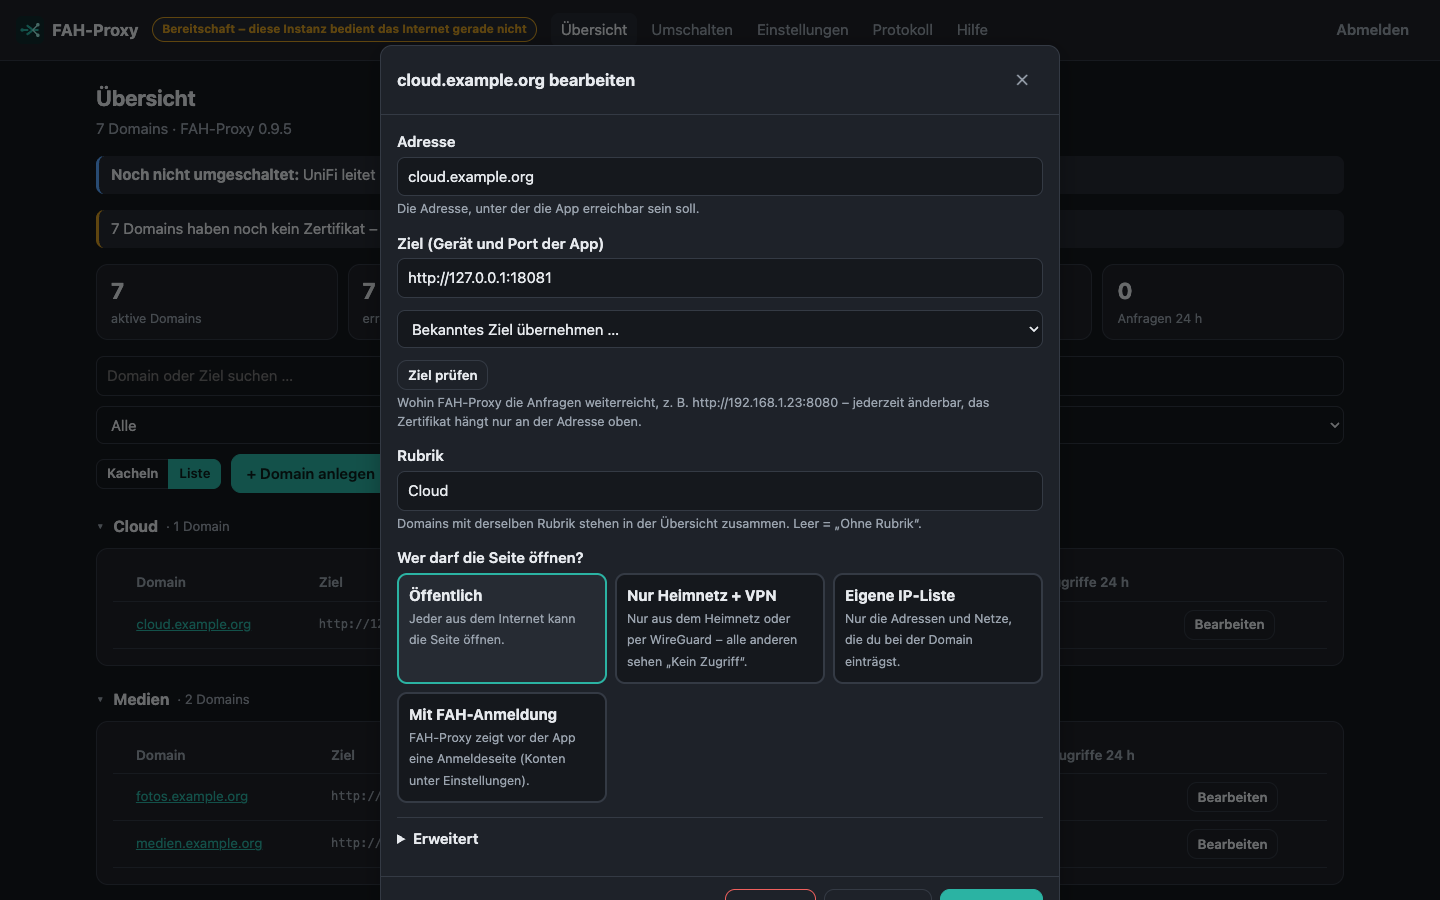 FAH-Proxy
Bereitschaft – diese Instanz bedient das Internet gerade nicht
Übersicht
Umschalten
Einstellungen
Protokoll
Hilfe
Abmelden
Übersicht
7 Domains · FAH-Proxy 0.9.5
Noch nicht umgeschaltet: UniFi leitet
7 Domains haben noch kein Zertifikat –
7
aktive Domains
7
0
Anfragen 24 h
Domain oder Ziel suchen ...
Alle
Kacheln
Liste
+ Domain anlegen
Cloud · 1 Domain
Domain
Ziel
griffe 24 h
cloud.example.org
http://12
Bearbeiten
Medien · 2 Domains
Domain
Ziel
ugriffe 24 h
fotos.example.org
http://
Bearbeiten
medien.example.org
http://
Bearbeiten
cloud.example.org bearbeiten
×
Adresse
cloud.example.org
Die Adresse, unter der die App erreichbar sein soll.
Ziel (Gerät und Port der App)
http://127.0.0.1:18081
Bekanntes Ziel übernehmen ...
Ziel prüfen
Wohin FAH-Proxy die Anfragen weiterreicht, z. B. http://192.168.1.23:8080 – jederzeit änderbar, das
Zertifikat hängt nur an der Adresse oben.
Rubrik
Cloud
Domains mit derselben Rubrik stehen in der Übersicht zusammen. Leer = „Ohne Rubrik“.
Wer darf die Seite öffnen?
Öffentlich
Jeder aus dem Internet kann
die Seite öffnen.
Nur Heimnetz + VPN
Nur aus dem Heimnetz oder
per WireGuard – alle anderen
sehen „Kein Zugriff“.
Eigene IP-Liste
Nur die Adressen und Netze,
die du bei der Domain
einträgst.
Mit FAH-Anmeldung
FAH-Proxy zeigt vor der App
eine Anmeldeseite (Konten
unter Einstellungen).
Erweitert